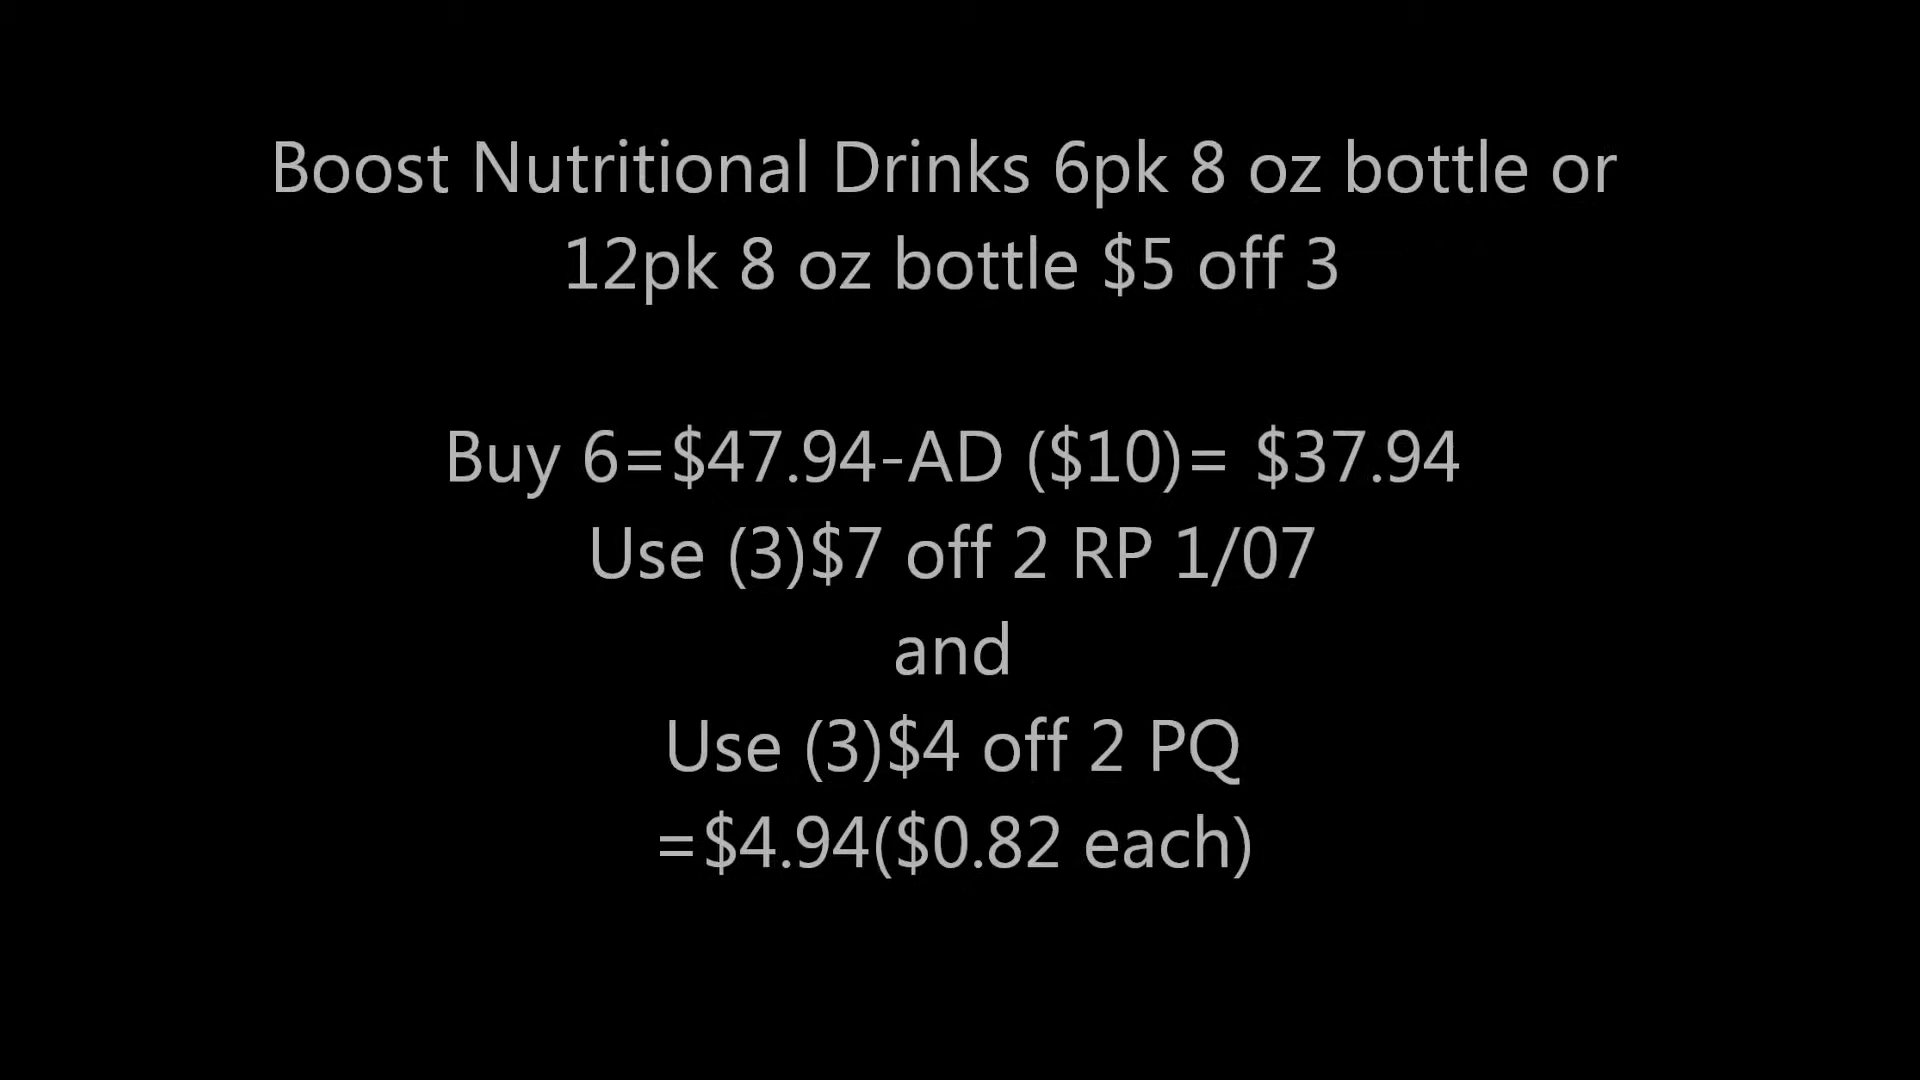 Boost Nutritional Drinks 6pk 8 oz bottle or
12pk 8 oz bottle $5 off 3
Buy 6=$47.94-AD ($10)= $37.94
Use (3)$7 off 2 RP 1/07
and
Use (3)$4 off 2 PQ
=$4.94($0.82 each)